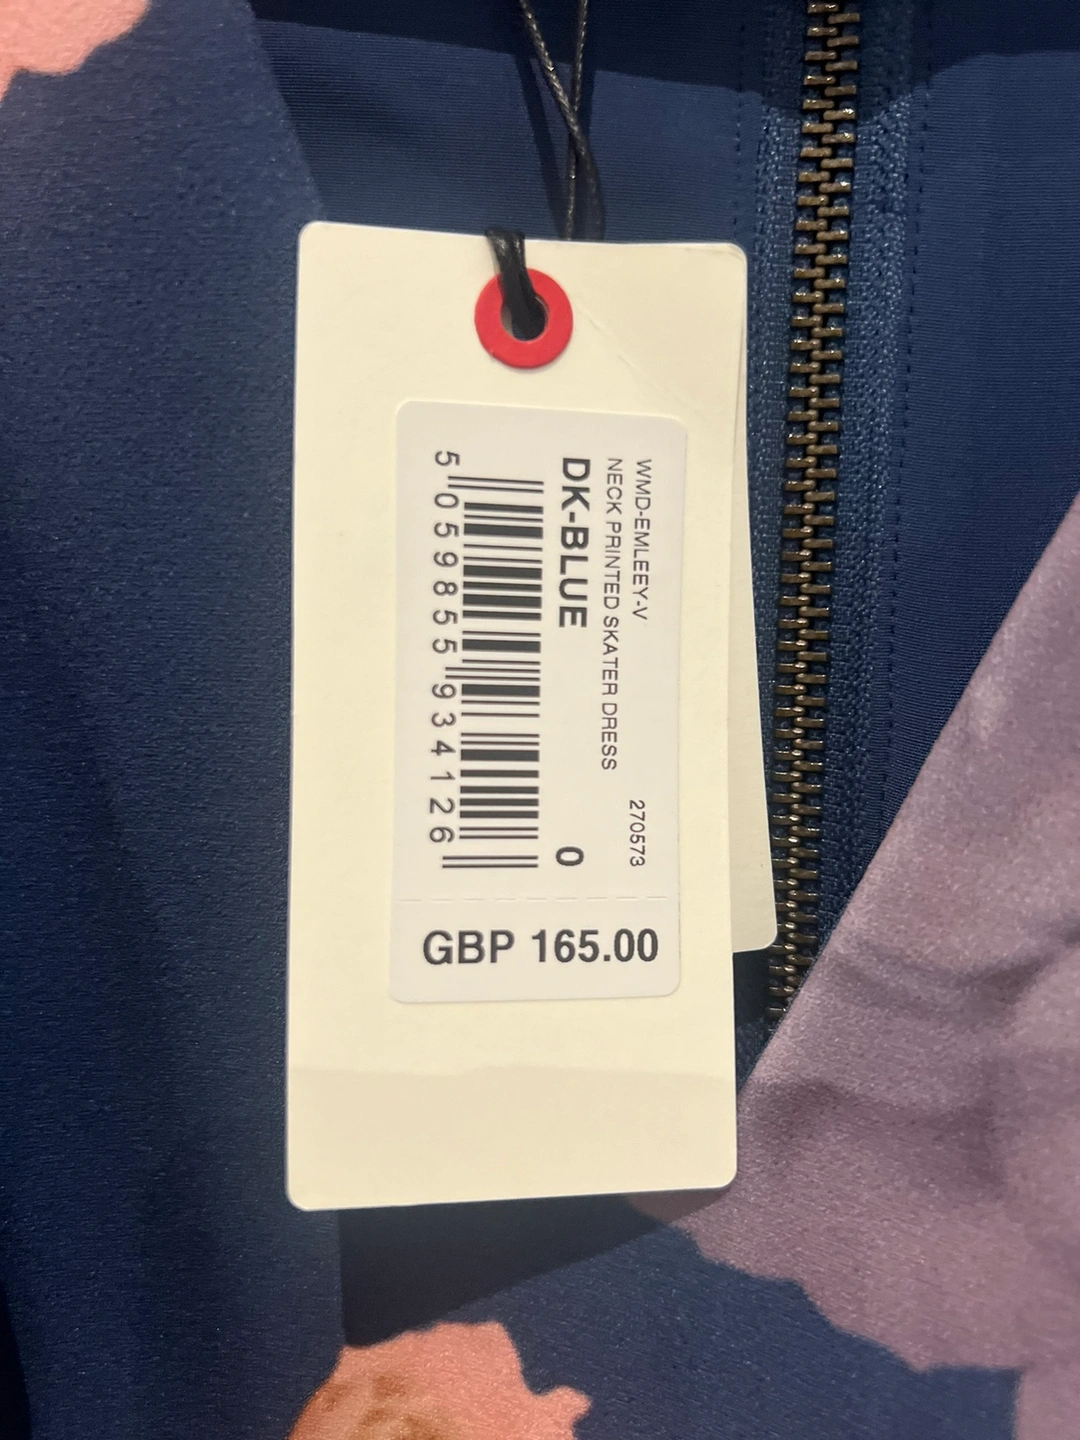 WMD-EMLEEY-V
NECK PRINTED SKATER DRESS
270573
DK-BLUE
0
5 059855 934126
GBP 165.00